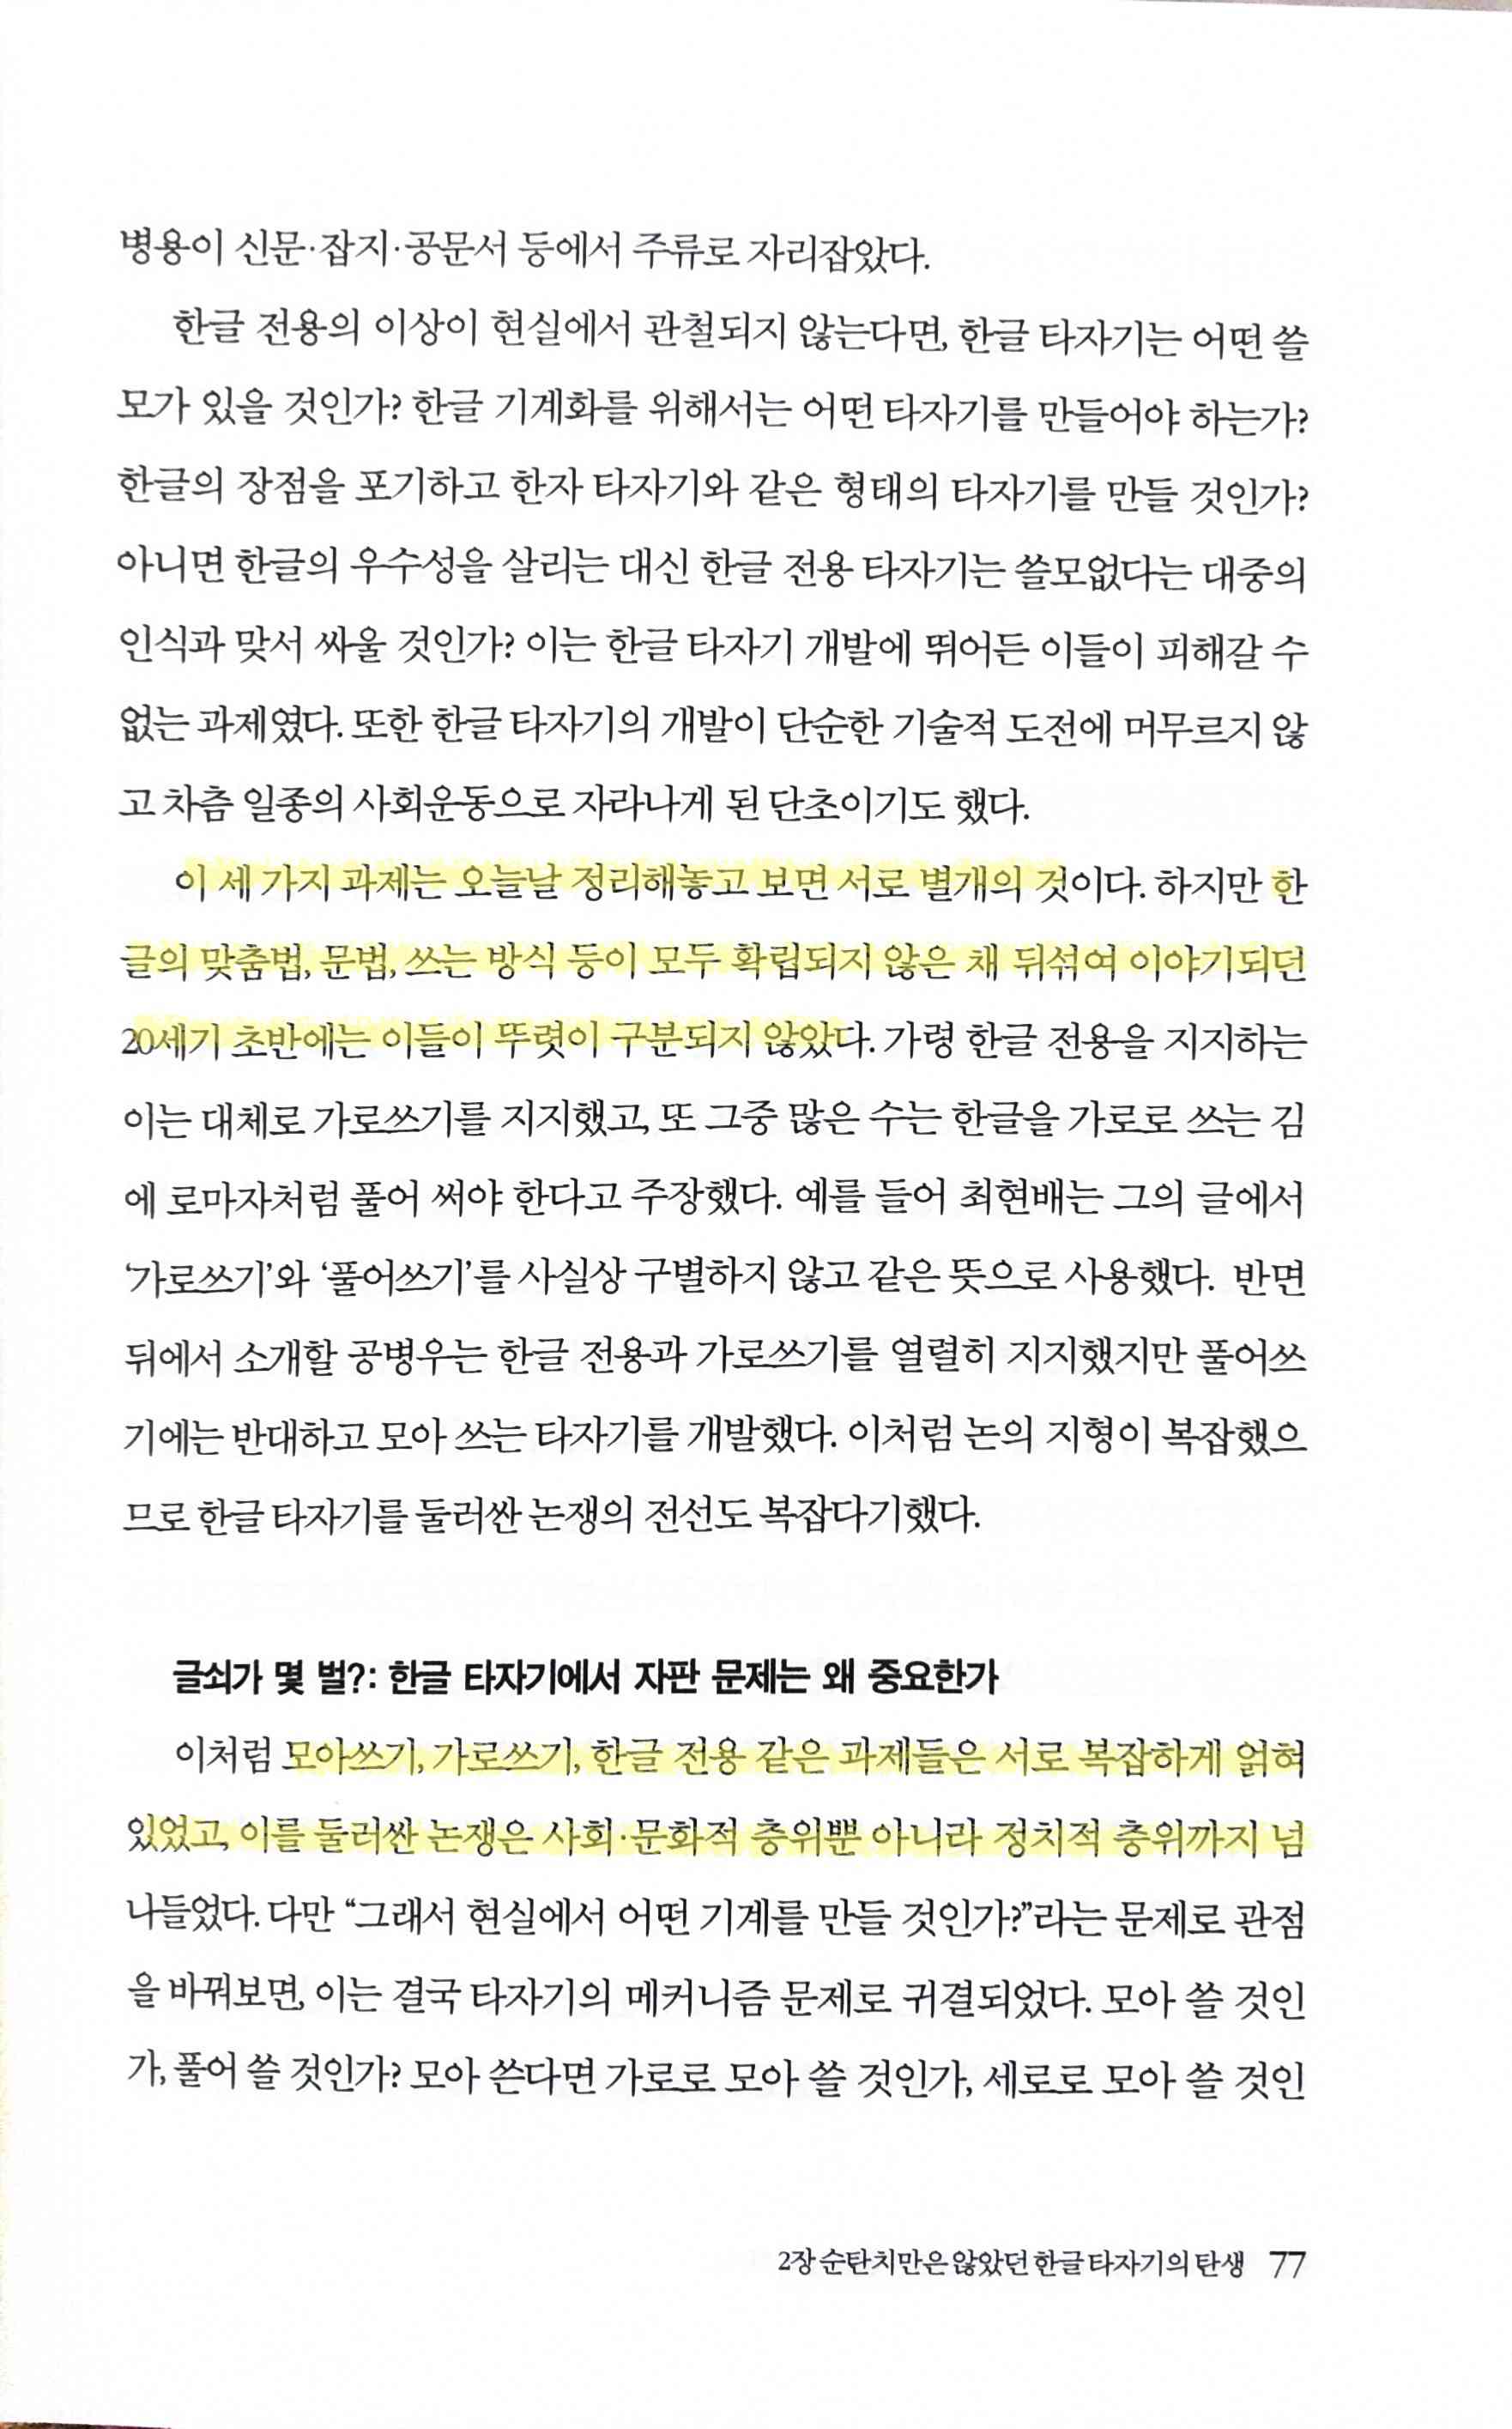 병용이 신문·잡지·공문서 등에서 주류로 자리잡았다.
한글 전용의 이상이 현실에서 관철되지 않는다면, 한글 타자기는 어떤 쓸
모가 있을 것인가? 한글 기계화를 위해서는 어떤 타자기를 만들어야 하는가?
한글의 장점을 포기하고 한자 타자기와 같은 형태의 타자기를 만들 것인가?
아니면 한글의 우수성을 살리는 대신 한글 전용 타자기는 쓸모없다는 대중의
인식과 맞서 싸울 것인가? 이는 한글 타자기 개발에 뛰어든 이들이 피해갈 수
없는 과제였다. 또한 한글 타자기의 개발이 단순한 기술적 도전에 머무르지 않
고 차츰 일종의 사회운동으로 자라나게 된 단초이기도 했다.
이 세 가지 과제는 오늘날 정리해놓고 보면 서로 별개의 것이다. 하지만 한
글의 맞춤법, 문법, 쓰는 방식 등이 모두 확립되지 않은 채 뒤섞여 이야기되던
20세기 초반에는 이들이 뚜렷이 구분되지 않았다. 가령 한글 전용을 지지하는
이는 대체로 가로쓰기를 지지했고, 또 그중 많은 수는 한글을 가로로 쓰는 김
에 로마자처럼 풀어 써야 한다고 주장했다. 예를 들어 최현배는 그의 글에서
‘가로쓰기’와 ‘풀어쓰기’를 사실상 구별하지 않고 같은 뜻으로 사용했다. 반면
뒤에서 소개할 공병우는 한글 전용과 가로쓰기를 열렬히 지지했지만 풀어쓰
기에는 반대하고 모아 쓰는 타자기를 개발했다. 이처럼 논의 지형이 복잡했으
므로 한글 타자기를 둘러싼 논쟁의 전선도 복잡다기했다.
글쇠가 몇 벌?: 한글 타자기에서 자판 문제는 왜 중요한가
이처럼 모아쓰기, 가로쓰기, 한글 전용 같은 과제들은 서로 복잡하게 얽혀
있었고, 이를 둘러싼 논쟁은 사회·문화적 층위뿐 아니라 정치적 층위까지 넘
나들었다. 다만 “그래서 현실에서 어떤 기계를 만들 것인가?”라는 문제로 관점
을 바꿔보면, 이는 결국 타자기의 메커니즘 문제로 귀결되었다. 모아 쓸 것인
가, 풀어 쓸 것인가? 모아 쓴다면 가로로 모아 쓸 것인가, 세로로 모아 쓸 것인
2장 순탄치만은 않았던 한글 타자기의 탄생 77